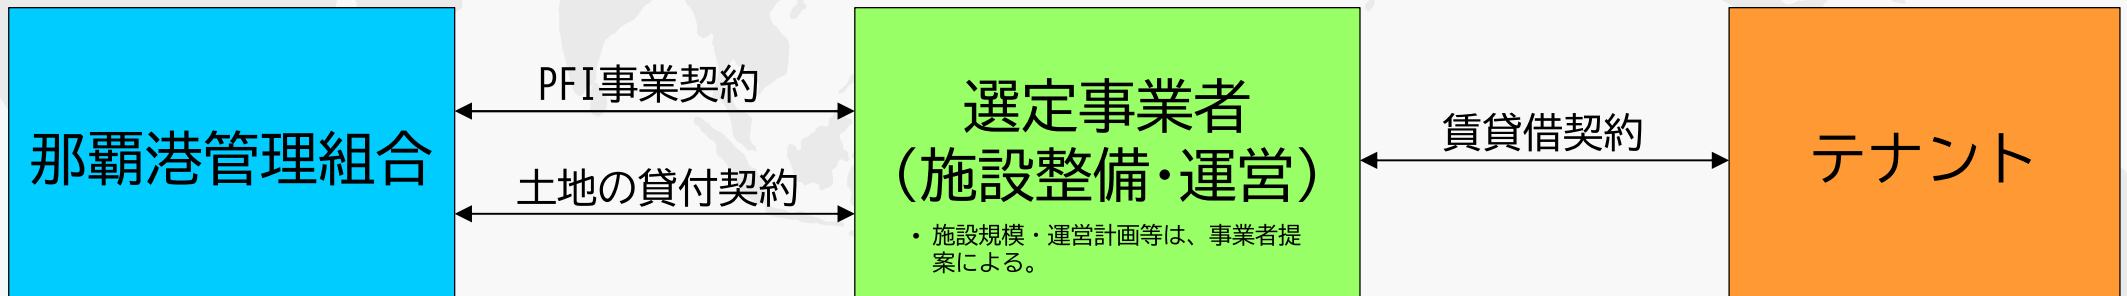 那覇港管理組合
PFI事業契約
土地の貸付契約
選定事業者
（施設整備・運営）
・施設規模・運営計画等は、事業者提
案による。
賃貸借契約
テナント